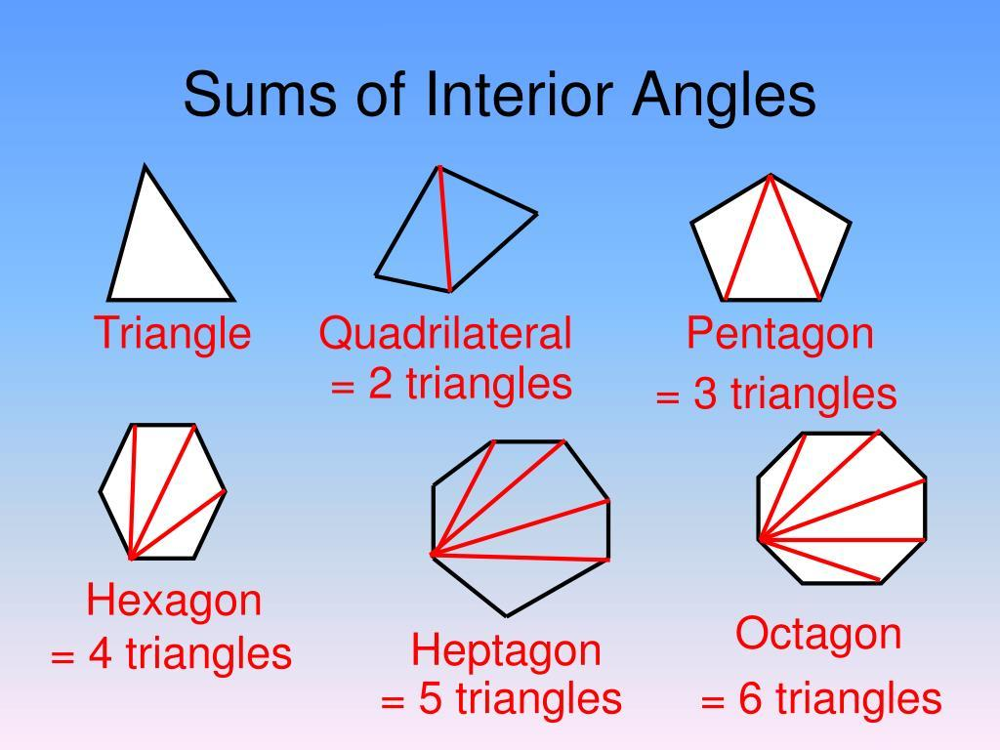 Sums of Interior Angles
Triangle
Quadrilateral
= 2 triangles
Pentagon
= 3 triangles
Hexagon
= 4 triangles
Heptagon
= 5 triangles
Octagon
= 6 triangles